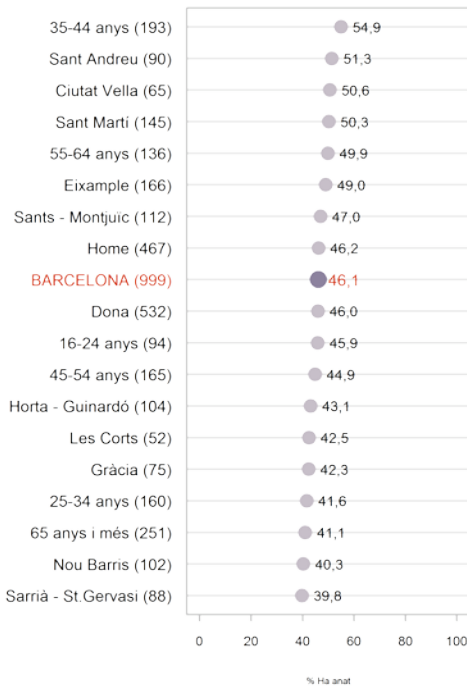 35-44 anys (193) 54,9
Sant Andreu (90) 51,3
Ciutat Vella (65) 50,6
Sant Martí (145) 50,3
55-64 anys (136) 49,9
Eixample (166) 49,0
Sants - Montjuïc (112) 47,0
Home (467) 46,2
BARCELONA (999) 46,1
Dona (532) 46,0
16-24 anys (94) 45,9
45-54 anys (165) 44,9
Horta - Guinardó (104) 43,1
Les Corts (52) 42,5
Gràcia (75) 42,3
25-34 anys (160) 41,6
65 anys i més (251) 41,1
Nou Barris (102) 40,3
Sarrià - St.Gervasi (88) 39,8
0 20 40 60 80 100
% Ha anat